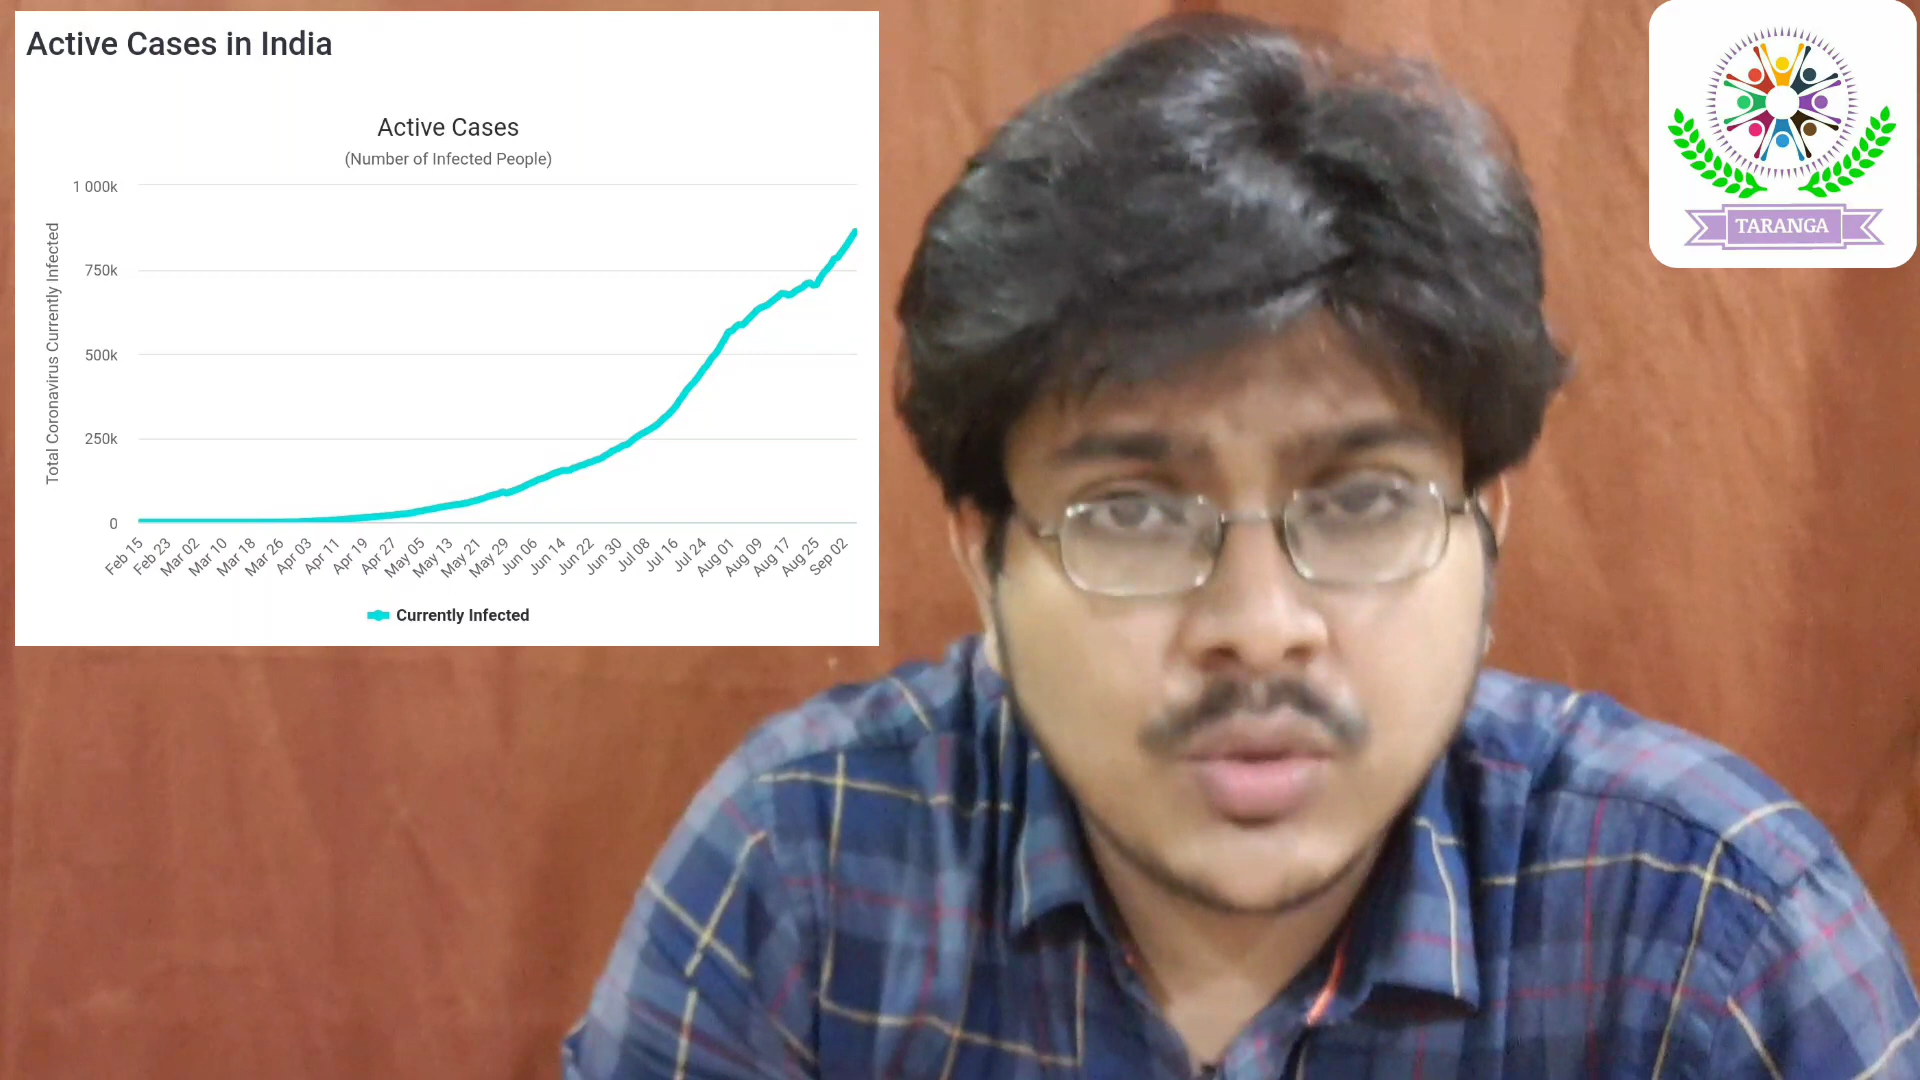 Active Cases in India
Active Cases
(Number of Infected People)
Total Coronavirus Currently Infected
1 000k
750k
500k
250k
0
Feb 15
Feb 23
Mar 02
Mar 10
Mar 18
Mar 26
Apr 03
Apr 11
Apr 19
Apr 27
May 05
May 13
May 21
May 29
Jun 06
Jun 14
Jun 22
Jun 30
Jul 08
Jul 16
Jul 24
Aug 01
Aug 09
Aug 17
Aug 25
Sep 02
Currently Infected
TARANGA